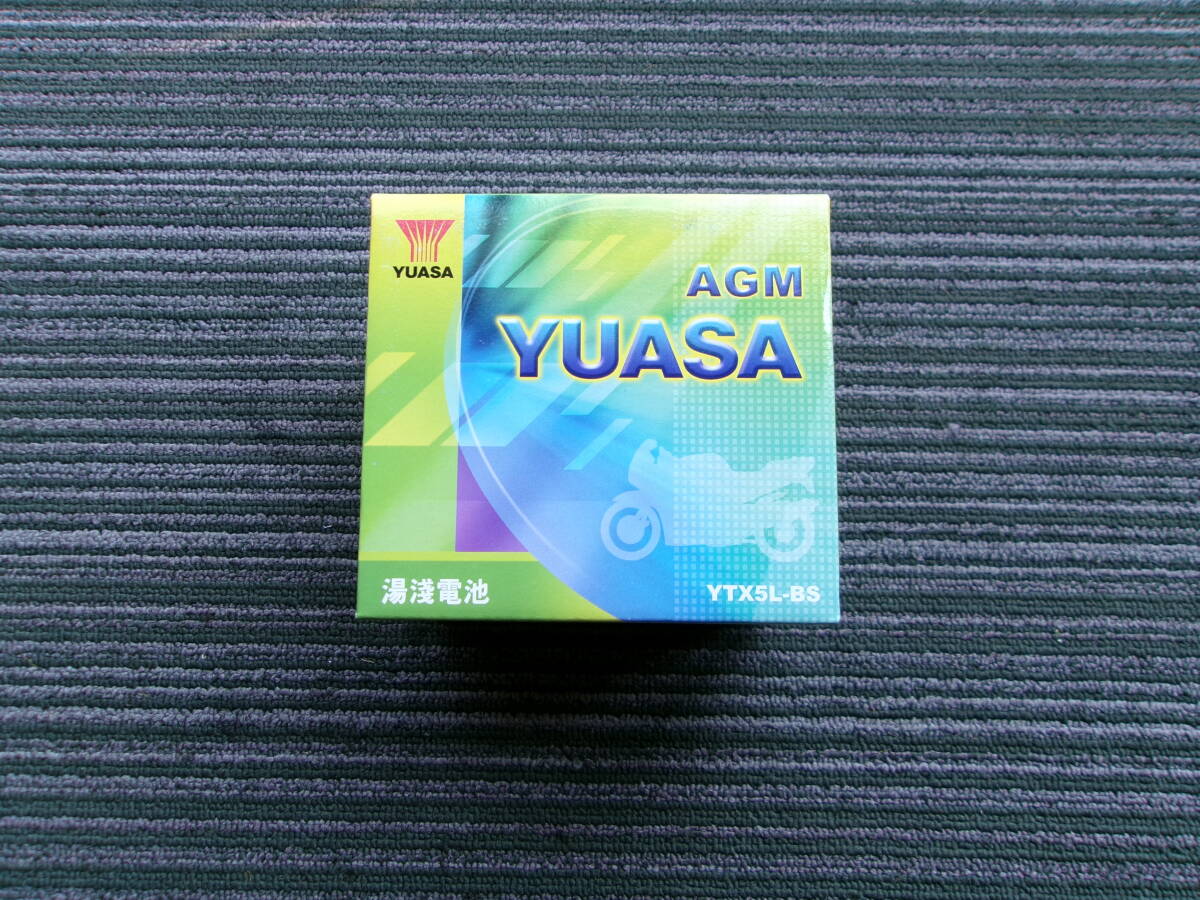 YUASA
AGM
YUASA
湯淺電池
YTX5L-BS